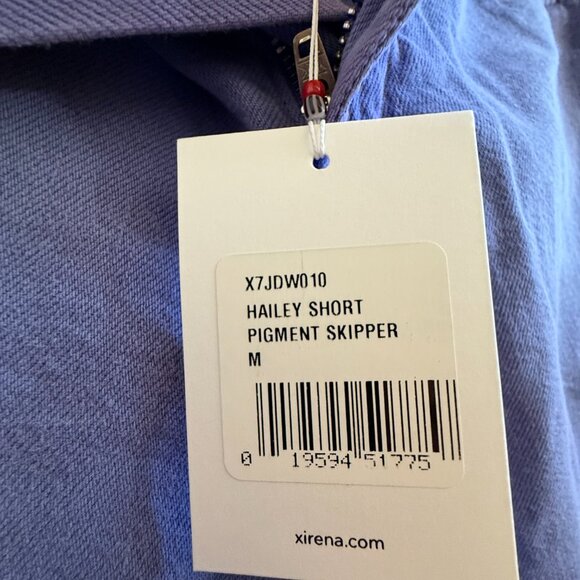 X7JDW010
HAILEY SHORT
PIGMENT SKIPPER
M
0 19594 51775
xirena.com